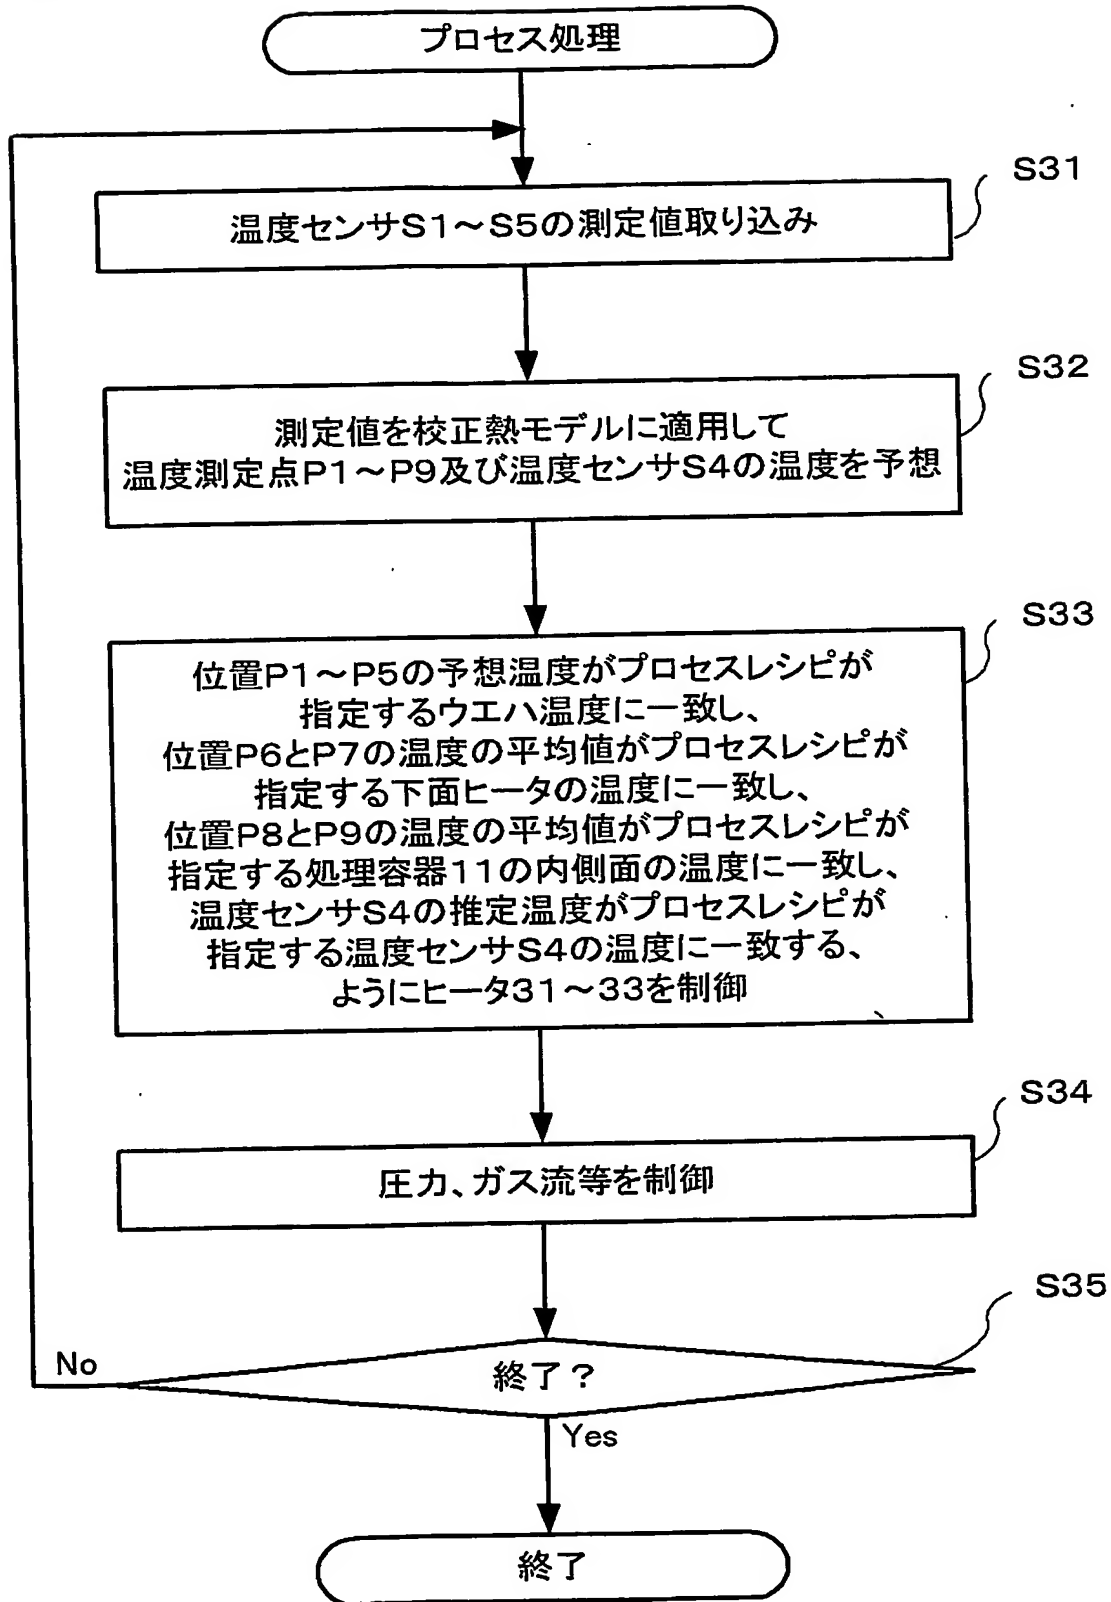 プロセス処理
S31
温度センサS1～S5の測定値取り込み
S32
測定値を校正熱モデルに適用して
温度測定点P1～P9及び温度センサS4の温度を予想
S33
位置P1～P5の予想温度がプロセスレシピが
指定するウエハ温度に一致し、
位置P6とP7の温度の平均値がプロセスレシピが
指定する下面ヒータの温度に一致し、
位置P8とP9の温度の平均値がプロセスレシピが
指定する処理容器11の内側面の温度に一致し、
温度センサS4の推定温度がプロセスレシピが
指定する温度センサS4の温度に一致する、
ようにヒータ31～33を制御
S34
圧力、ガス流等を制御
S35
終了？
No
Yes
終了